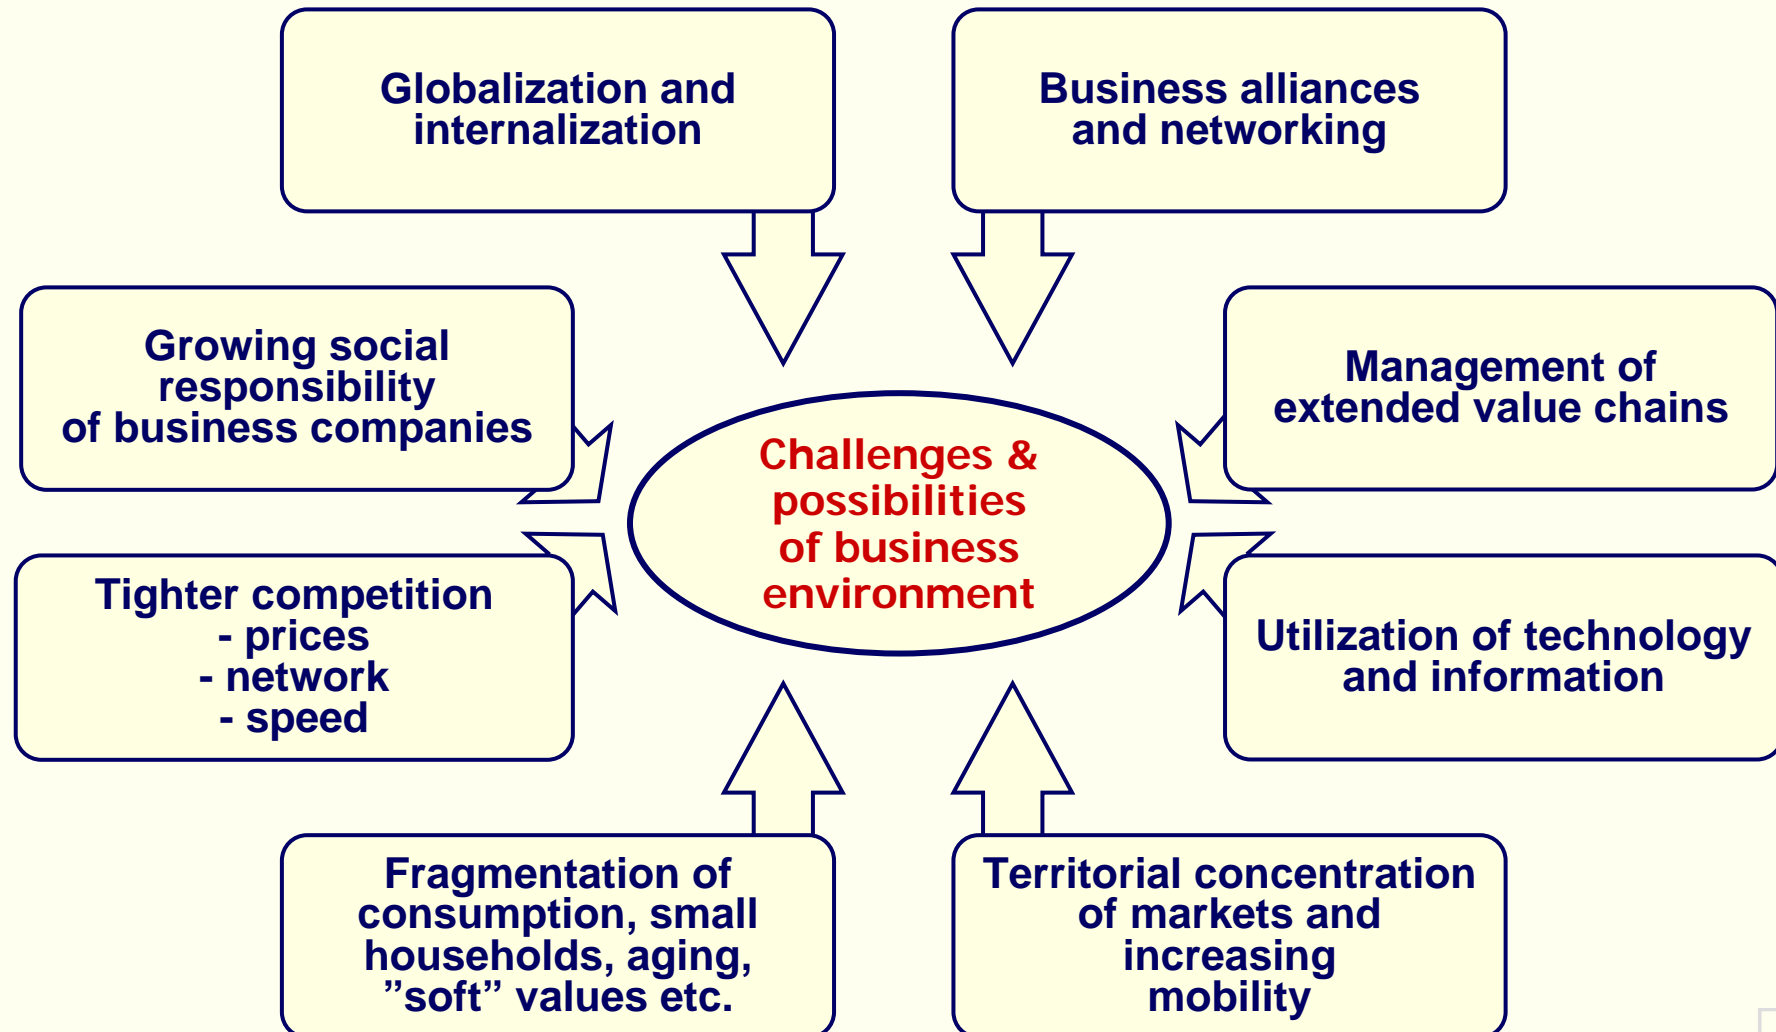 Globalization and
internalization
Business alliances
and networking
Growing social
responsibility
of business companies
Management of
extended value chains
Challenges &
possibilities
of business
environment
Tighter competition
- prices
- network
- speed
Utilization of technology
and information
Fragmentation of
consumption, small
households, aging,
”soft” values etc.
Territorial concentration
of markets and
increasing
mobility